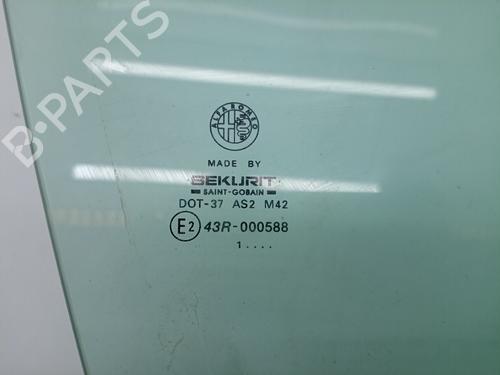 ALFA ROMEO
MADE BY
SEKURIT
SAINT-GOBAIN
DOT-37 AS2 M42
E2 43R-000588
1....
B-PARTS